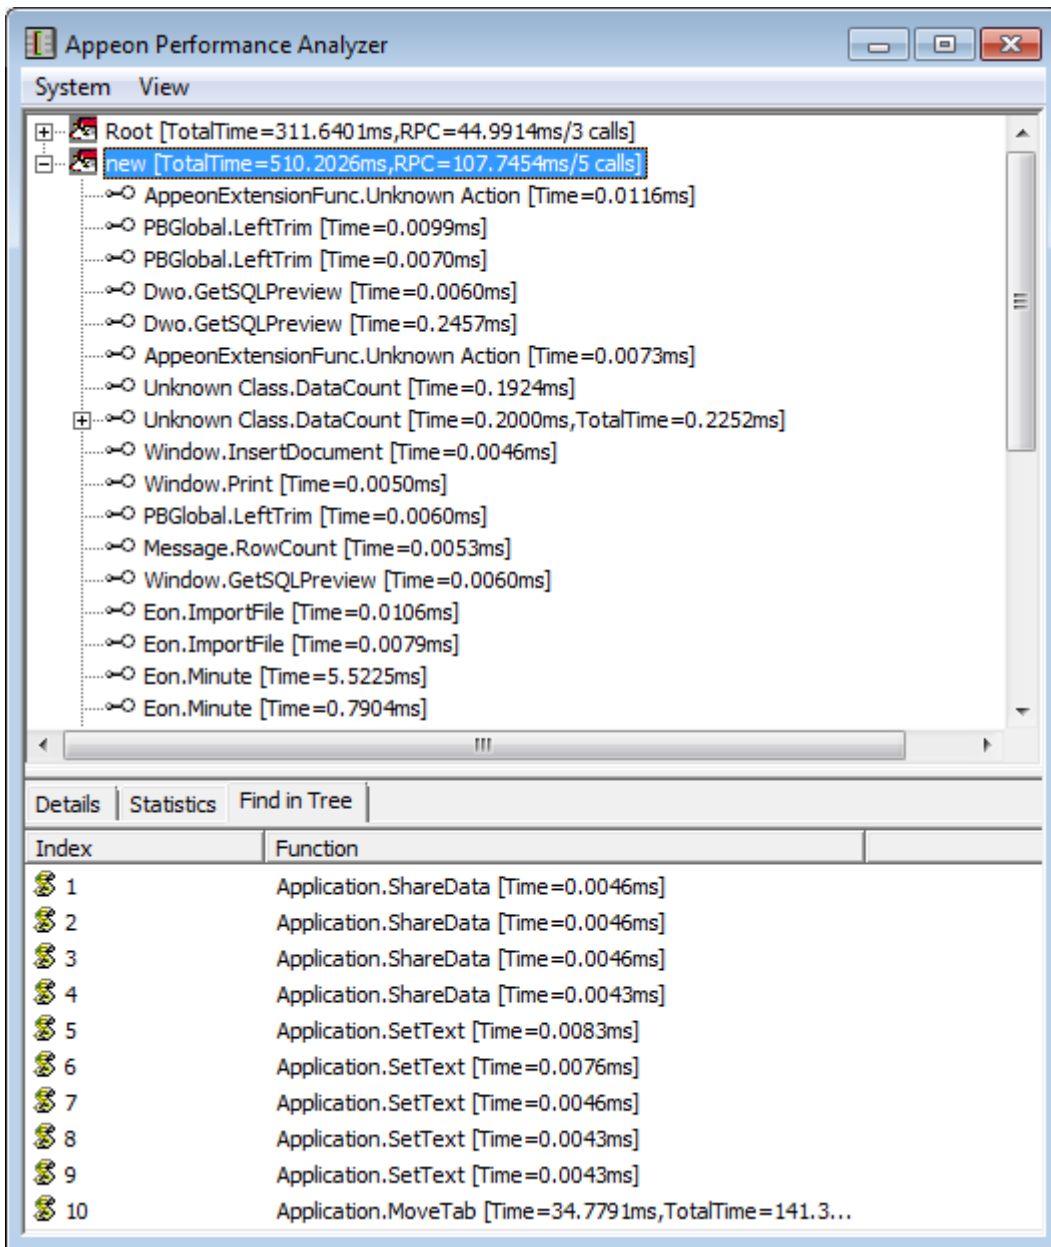 Appeon Performance Analyzer
System View
Root [TotalTime=311.6401ms,RPC=44.9914ms/3 calls]
new [TotalTime=510.2026ms,RPC=107.7454ms/5 calls]
AppeonExtensionFunc.Unknown Action [Time=0.0116ms]
PBGlobal.LeftTrim [Time=0.0099ms]
PBGlobal.LeftTrim [Time=0.0070ms]
Dwo.GetSQLPreview [Time=0.0060ms]
Dwo.GetSQLPreview [Time=0.2457ms]
AppeonExtensionFunc.Unknown Action [Time=0.0073ms]
Unknown Class.DataCount [Time=0.1924ms]
Unknown Class.DataCount [Time=0.2000ms,TotalTime=0.2252ms]
Window.InsertDocument [Time=0.0046ms]
Window.Print [Time=0.0050ms]
PBGlobal.LeftTrim [Time=0.0060ms]
Message.RowCount [Time=0.0053ms]
Window.GetSQLPreview [Time=0.0060ms]
Eon.ImportFile [Time=0.0106ms]
Eon.ImportFile [Time=0.0079ms]
Eon.Minute [Time=5.5225ms]
Eon.Minute [Time=0.7904ms]
Details Statistics Find in Tree
Index Function
1 Application.ShareData [Time=0.0046ms]
2 Application.ShareData [Time=0.0046ms]
3 Application.ShareData [Time=0.0046ms]
4 Application.ShareData [Time=0.0043ms]
5 Application.SetText [Time=0.0083ms]
6 Application.SetText [Time=0.0076ms]
7 Application.SetText [Time=0.0046ms]
8 Application.SetText [Time=0.0043ms]
9 Application.SetText [Time=0.0043ms]
10 Application.MoveTab [Time=34.7791ms,TotalTime=141.3...